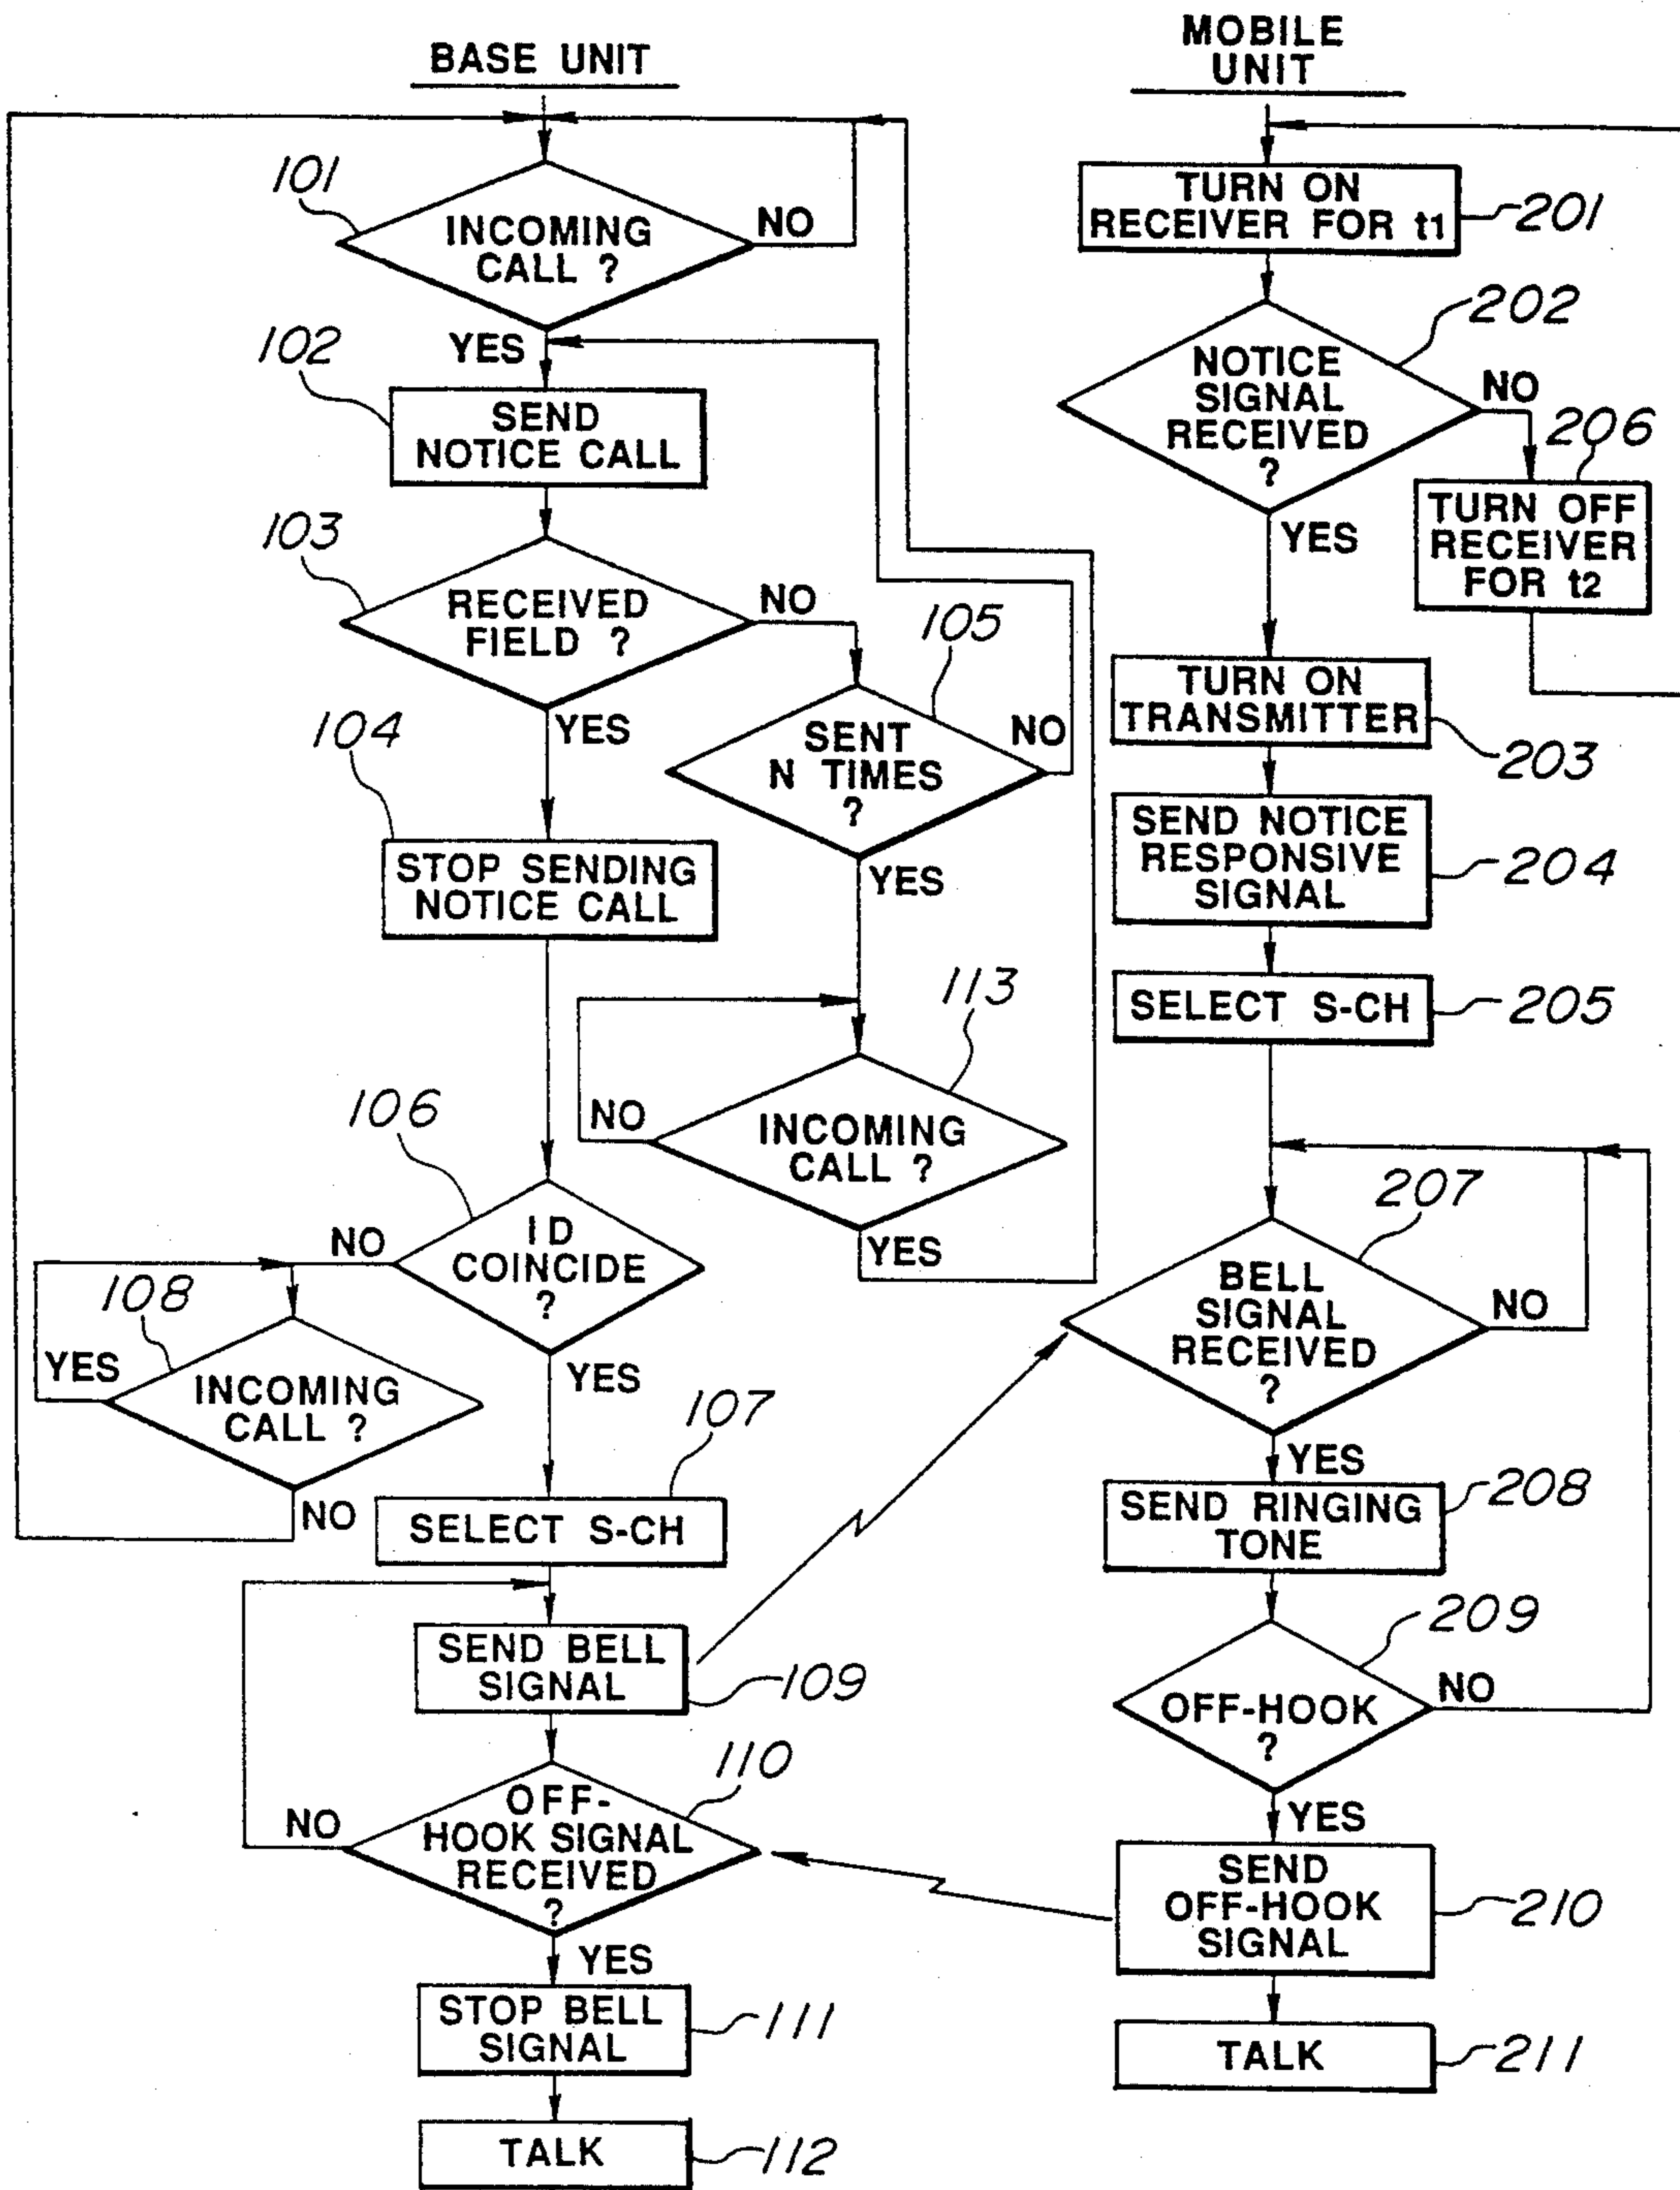 BASE UNIT
101
INCOMING
CALL ?
NO
YES
102
SEND
NOTICE CALL
103
RECEIVED
FIELD ?
NO
YES
105
SENT
N TIMES
?
NO
YES
104
STOP SENDING
NOTICE CALL
113
INCOMING
CALL ?
NO
YES
106
ID
COINCIDE
?
NO
YES
108
INCOMING
CALL ?
YES
NO
107
SELECT S-CH
SEND BELL
SIGNAL
109
110
OFF-
HOOK SIGNAL
RECEIVED
?
NO
YES
STOP BELL
SIGNAL
111
TALK
112
MOBILE
UNIT
TURN ON
RECEIVER FOR t1
201
202
NOTICE
SIGNAL
RECEIVED
?
NO
YES
206
TURN OFF
RECEIVER
FOR t2
TURN ON
TRANSMITTER
203
SEND NOTICE
RESPONSIVE
SIGNAL
204
SELECT S-CH
205
207
BELL
SIGNAL
RECEIVED
?
NO
YES
SEND RINGING
TONE
208
209
OFF-HOOK
?
NO
YES
SEND
OFF-HOOK
SIGNAL
210
TALK
211